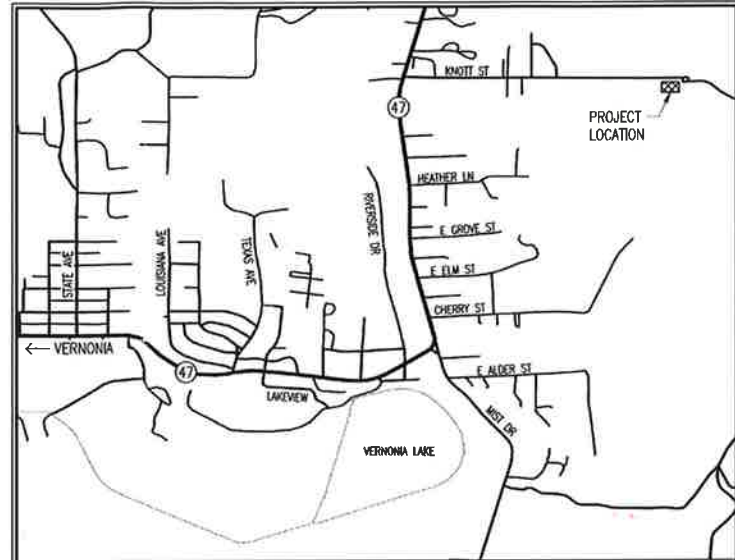 KNOTT ST
47
PROJECT
LOCATION
HEATHER LN
RIVERSIDE DR
E GROVE ST
STATE AVE
LOUISIANA AVE
TEXAS AVE
E ELM ST
CHERRY ST
← VERNONIA
47
LAKEVIEW
E ALDER ST
MIST DR
VERNONIA LAKE